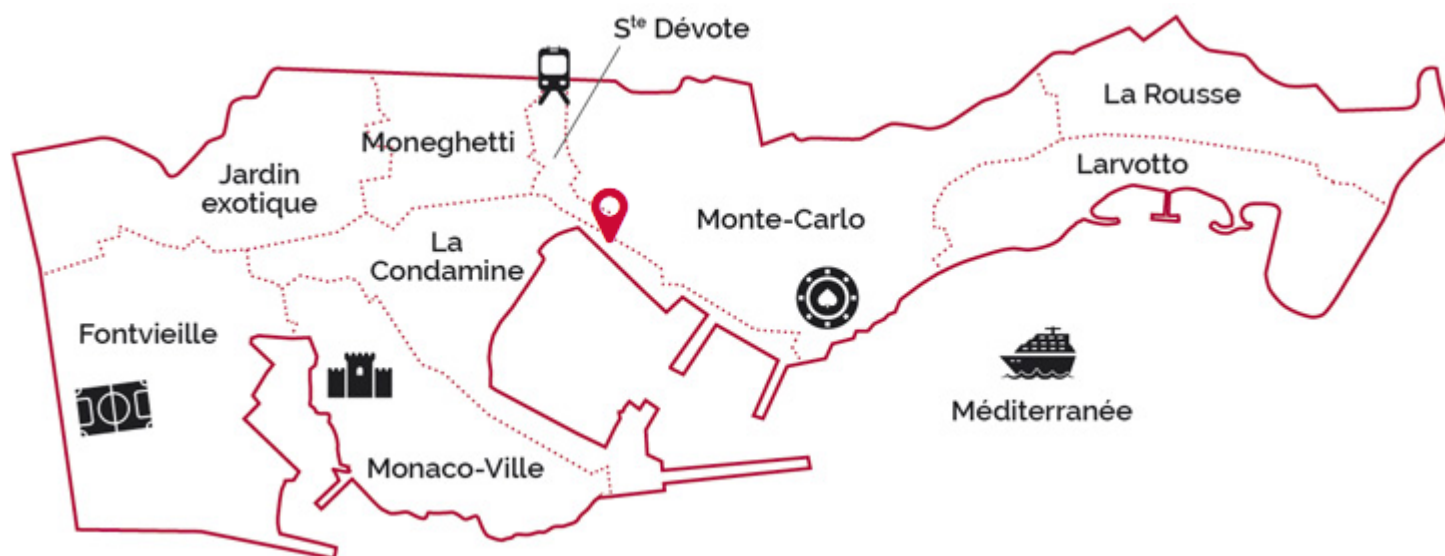 Sᵗᵉ Dévote
La Rousse
Moneghetti
Larvotto
Jardin
exotique
Monte-Carlo
La
Condamine
Fontvieille
Méditerranée
Monaco-Ville